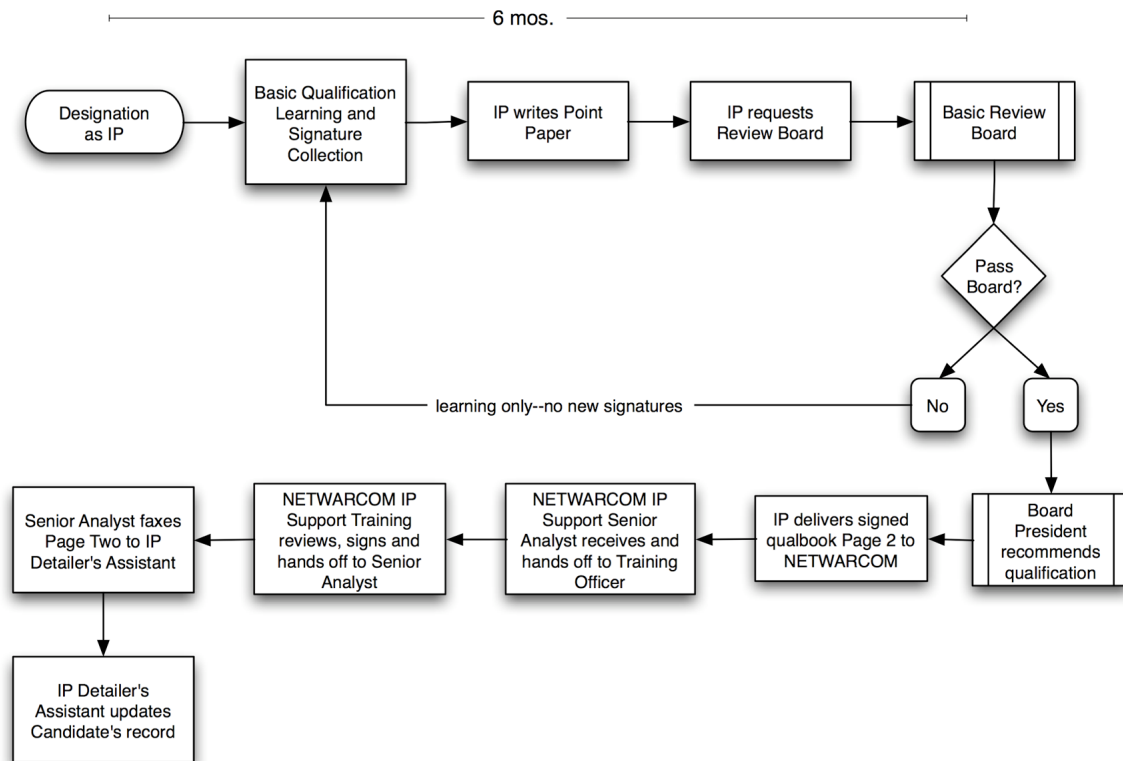 6 mos.
Designation
as IP
Basic Qualification
Learning and
Signature
Collection
IP writes Point
Paper
IP requests
Review Board
Basic Review
Board
Pass
Board?
No
Yes
learning only--no new signatures
Board
President
recommends
qualification
IP delivers signed
qualbook Page 2 to
NETWARCOM
NETWARCOM IP
Support Senior
Analyst receives and
hands off to Training
Officer
NETWARCOM IP
Support Training
reviews, signs and
hands off to Senior
Analyst
Senior Analyst faxes
Page Two to IP
Detailer's Assistant
IP Detailer's
Assistant updates
Candidate's record